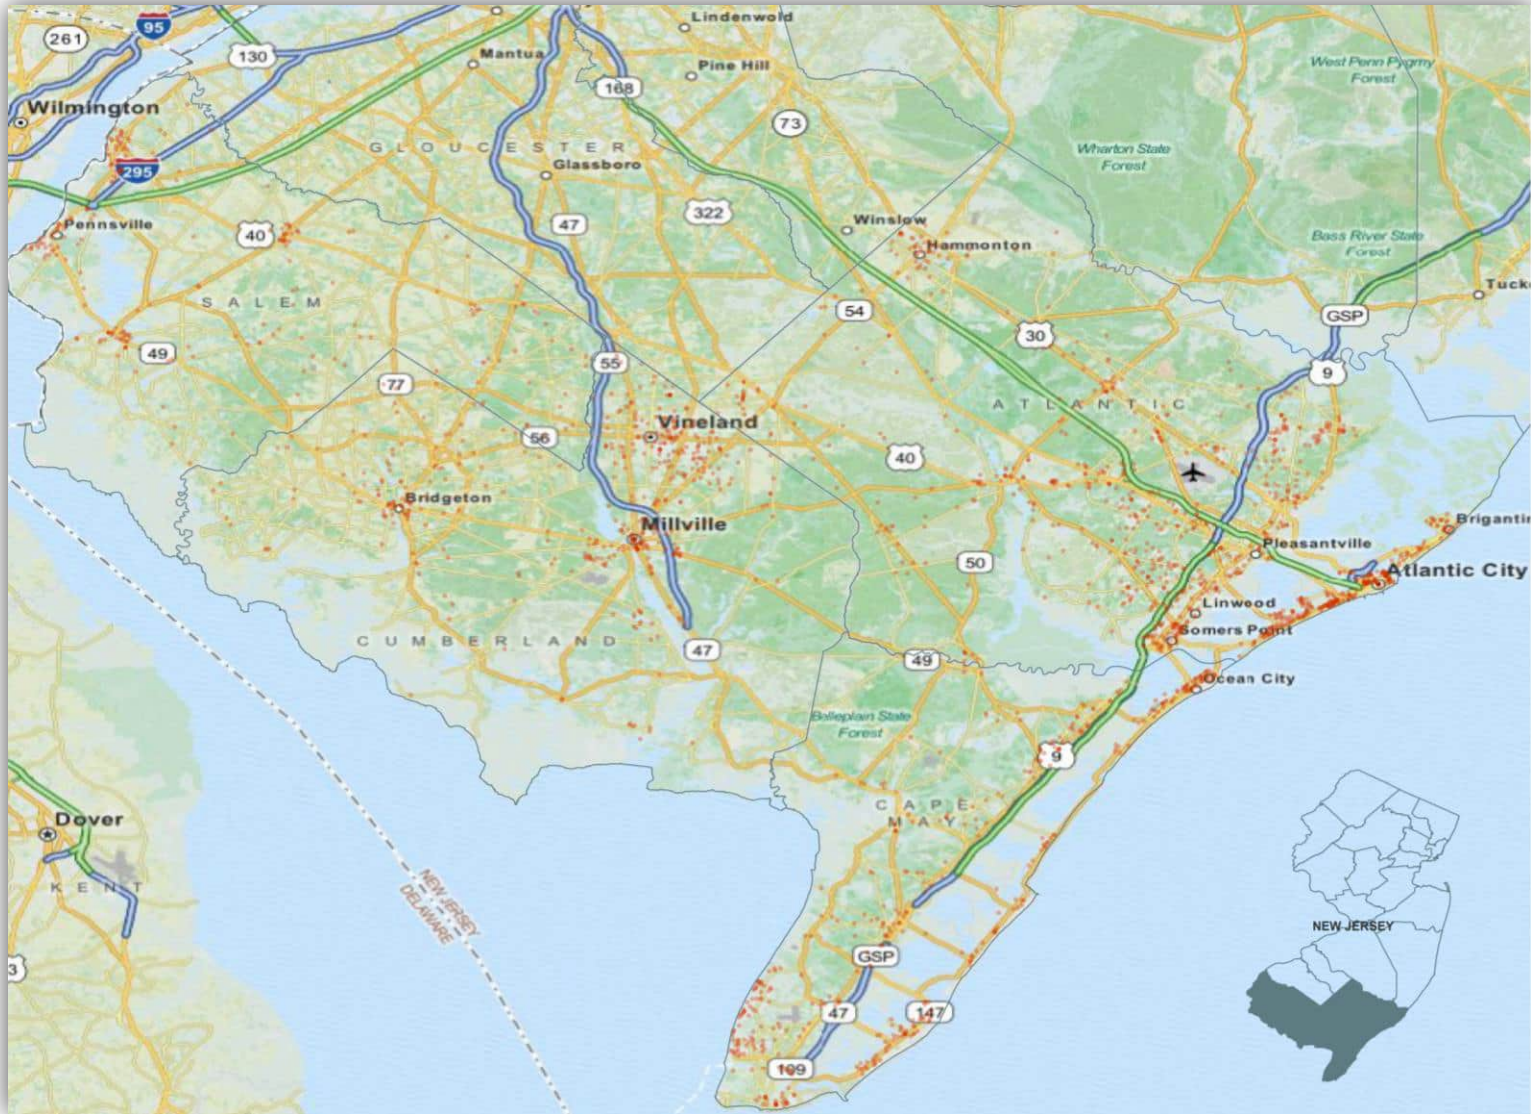 95
261
130
Lindenwold
Mantua
Pine Hill
West Penn Pygmy
Forest
168
Wilmington
73
GLOUCESTER
Wharton State
Forest
295
Glassboro
Pennsville
40
47
322
Winslow
Hammonton
Bass River State
Forest
SALEM
Tuck
54
GSP
30
49
55
77
9
ATLANTIC
Vineland
56
40
Bridgeton
Millville
Brigantin
Pleasantville
50
Atlantic City
Linwood
CUMBERLAND
Somers Point
47
49
Ocean City
Belleplain State
Forest
9
CAPE
MAY
Dover
KENT
NEW JERSEY
DELAWARE
NEW JERSEY
GSP
3
47
147
109